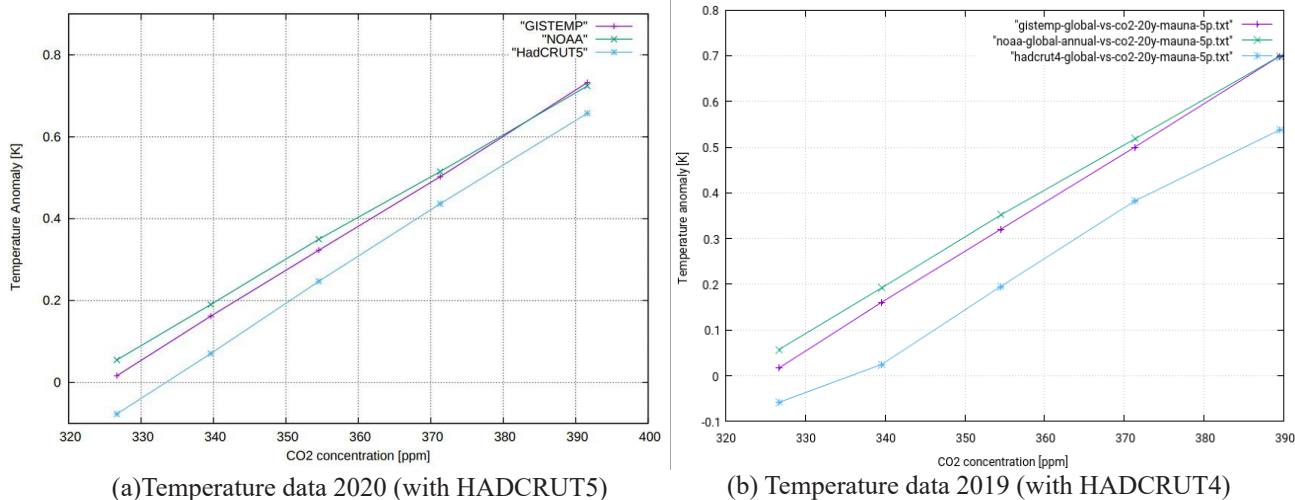 "GISTEMP"
"NOAA"
"HadCRUT5"
0.8
0.6
0.4
0.2
0
Temperature Anomaly [K]
320 330 340 350 360 370 380 390 400
CO2 concentration [ppm]
(a)Temperature data 2020 (with HADCRUT5)
0.8
"gistemp-global-vs-co2-20y-mauna-5p.txt"
"noaa-global-annual-vs-co2-20y-mauna-5p.txt"
"hadcrut4-global-vs-co2-20y-mauna-5p.txt"
0.7
0.6
0.5
0.4
0.3
0.2
0.1
0
-0.1
Temperature anomaly [K]
320 330 340 350 360 370 380 390
CO2 concentration [ppm]
(b) Temperature data 2019 (with HADCRUT4)